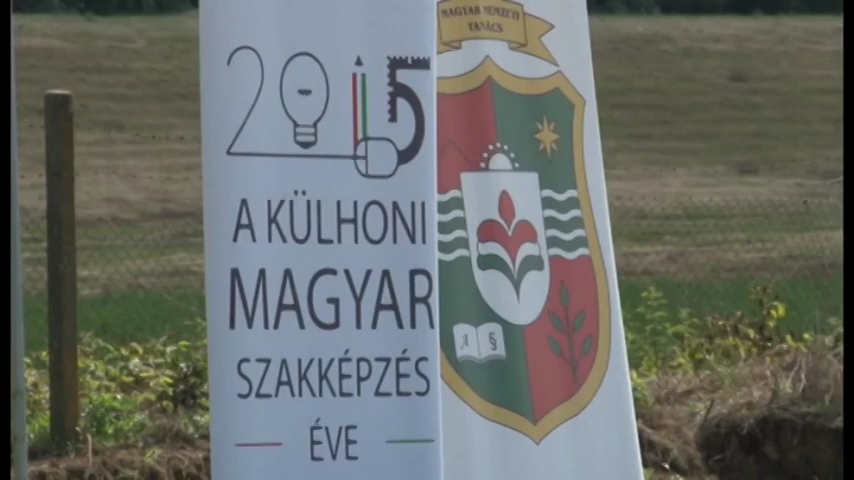 2015
A KÜLHONI
MAGYAR
SZAKKÉPZÉS
ÉVE
MAGYAR NEMZETI
TANÁCS
A §